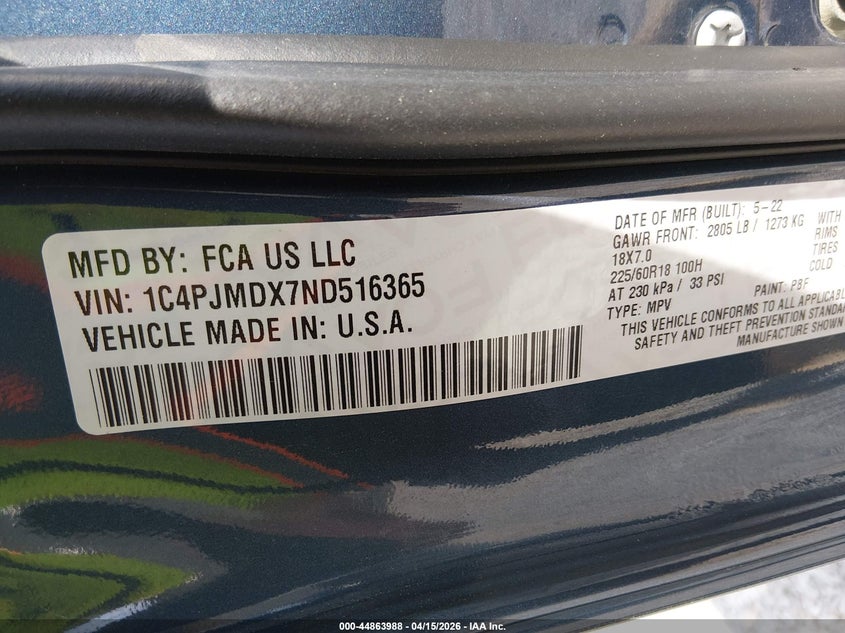 MFD BY: FCA US LLC
VIN: 1C4PJMDX7ND516365
VEHICLE MADE IN: U.S.A.
DATE OF MFR (BUILT): 5-22
GAWR FRONT: 2805 LB / 1273 KG WITH
18X7.0 RIMS
225/60R18 100H TIRES
AT 230 kPa / 33 PSI COLD
TYPE: MPV PAINT: PBF
THIS VEHICLE CONFORMS TO ALL APPLICABLE
SAFETY AND THEFT PREVENTION STANDAR
MANUFACTURE SHOWN
000-44863988 - 04/15/2026 - IAA Inc.